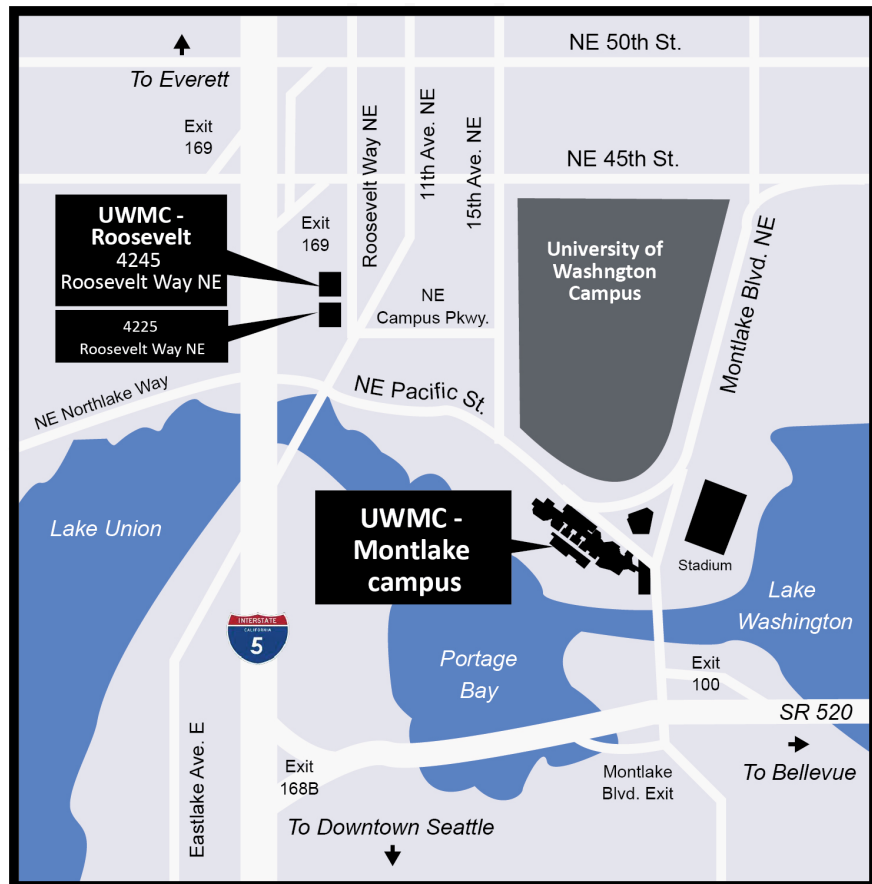 NE 50th St.
To Everett
Exit
169
Roosevelt Way NE
11th Ave. NE
15th Ave. NE
NE 45th St.
UWMC -
Roosevelt
4245
Roosevelt Way NE
Exit
169
University of
Washngton
Campus
Montlake Blvd. NE
4225
Roosevelt Way NE
NE
Campus Pkwy.
NE Northlake Way
NE Pacific St.
Lake Union
UWMC -
Montlake
campus
Stadium
Lake
Washington
INTERSTATE
CALIFORNIA
5
Portage
Bay
Exit
100
SR 520
Eastlake Ave. E
Exit
168B
Montlake
Blvd. Exit
To Bellevue
To Downtown Seattle